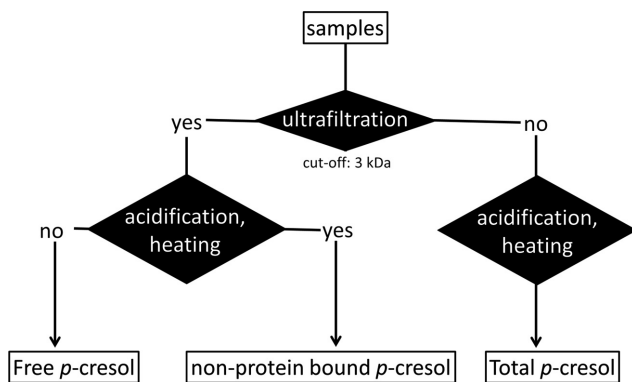 samples
ultrafiltration
yes
no
cut-off: 3 kDa
acidification,
heating
no
yes
acidification,
heating
Free p-cresol
non-protein bound p-cresol
Total p-cresol